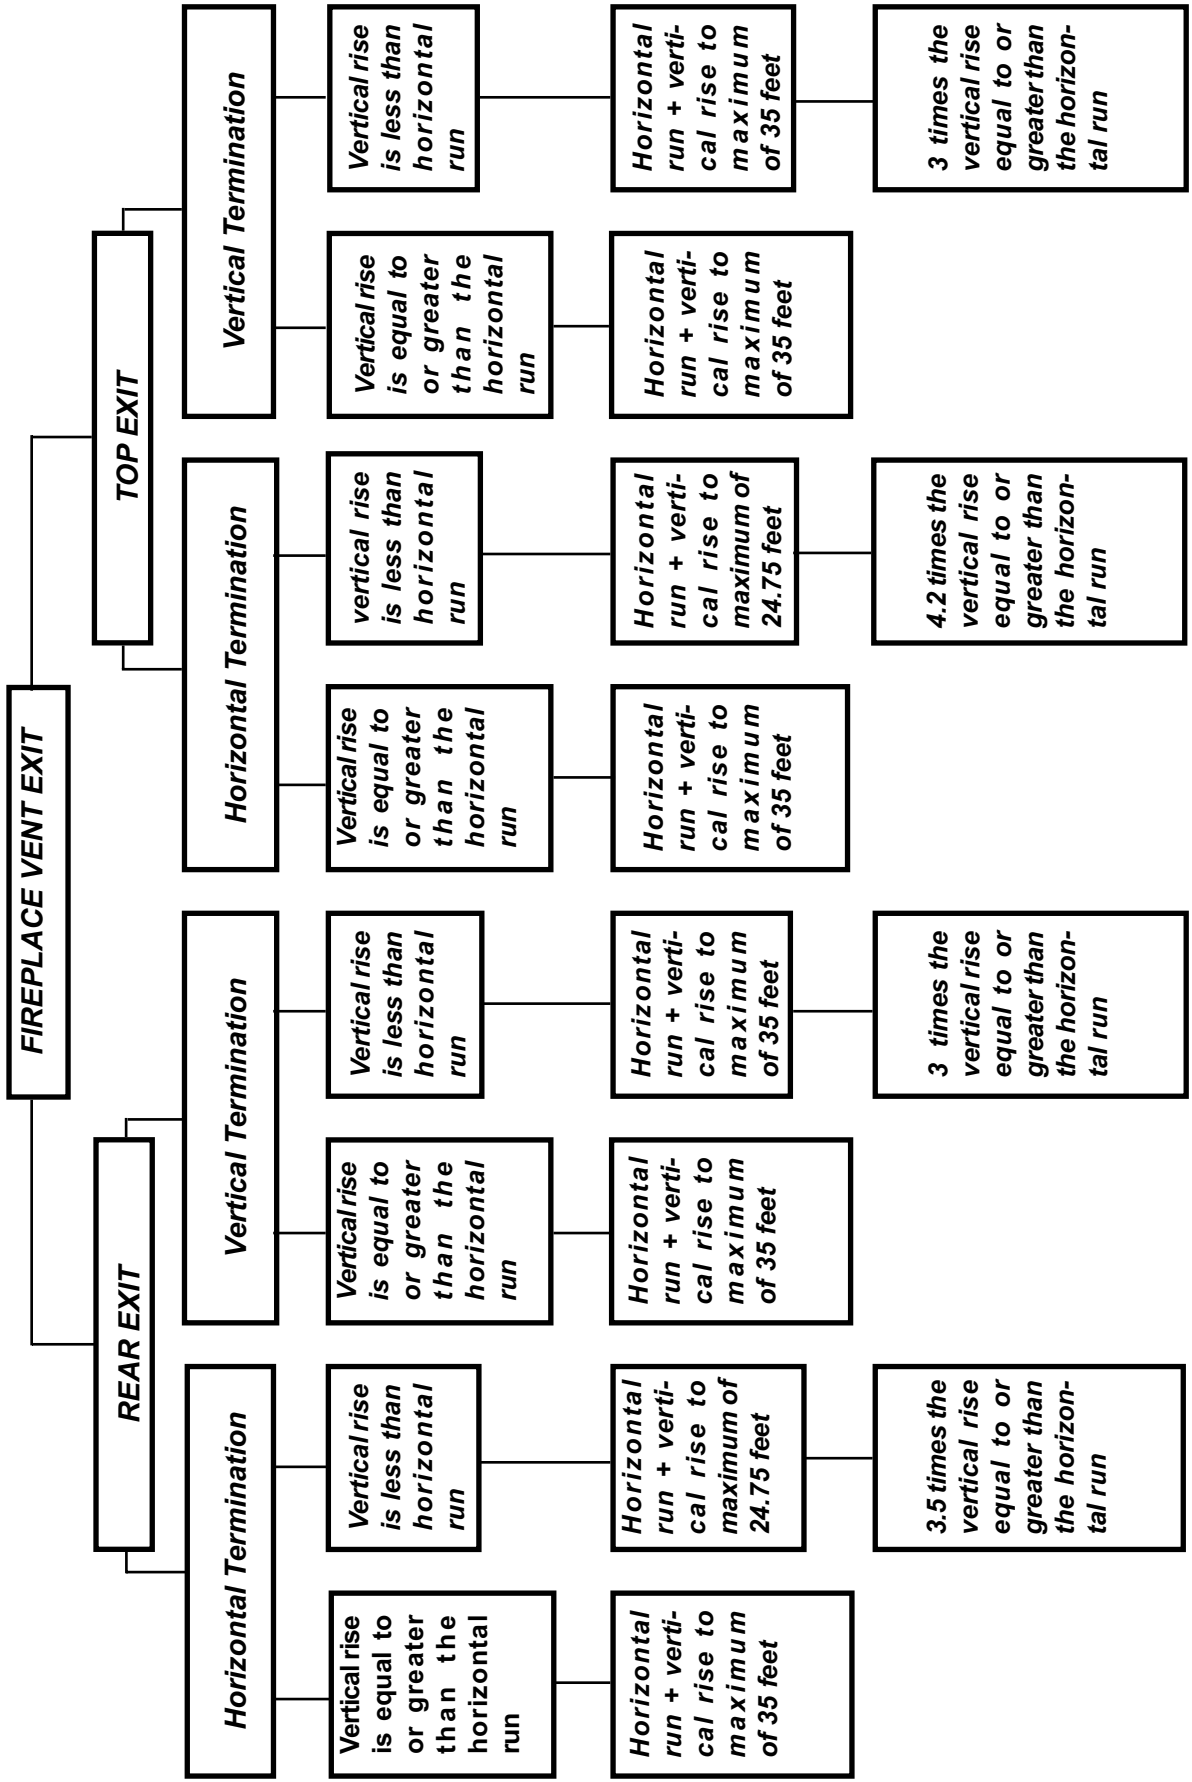 FIREPLACE VENT EXIT
REAR EXIT
TOP EXIT
Horizontal Termination
Vertical Termination
Horizontal Termination
Vertical Termination
Vertical rise
is equal to
or greater
than the
horizontal
run
Vertical rise
is less than
horizontal
run
Vertical rise
is equal to
or greater
than the
horizontal
run
Vertical rise
is less than
horizontal
run
Vertical rise
is equal to
or greater
than the
horizontal
run
vertical rise
is less than
horizontal
run
Vertical rise
is equal to
or greater
than the
horizontal
run
Vertical rise
is less than
horizontal
run
Horizontal
run + verti-
cal rise to
maximum
of 35 feet
Horizontal
run + verti-
cal rise to
maximum of
24.75 feet
Horizontal
run + verti-
cal rise to
maximum
of 35 feet
Horizontal
run + verti-
cal rise to
maximum
of 35 feet
Horizontal
run + verti-
cal rise to
maximum
of 35 feet
Horizontal
run + verti-
cal rise to
maximum of
24.75 feet
Horizontal
run + verti-
cal rise to
maximum
of 35 feet
Horizontal
run + verti-
cal rise to
maximum
of 35 feet
3.5 times the
vertical rise
equal to or
greater than
the horizon-
tal run
3 times the
vertical rise
equal to or
greater than
the horizon-
tal run
4.2 times the
vertical rise
equal to or
greater than
the horizon-
tal run
3 times the
vertical rise
equal to or
greater than
the horizon-
tal run